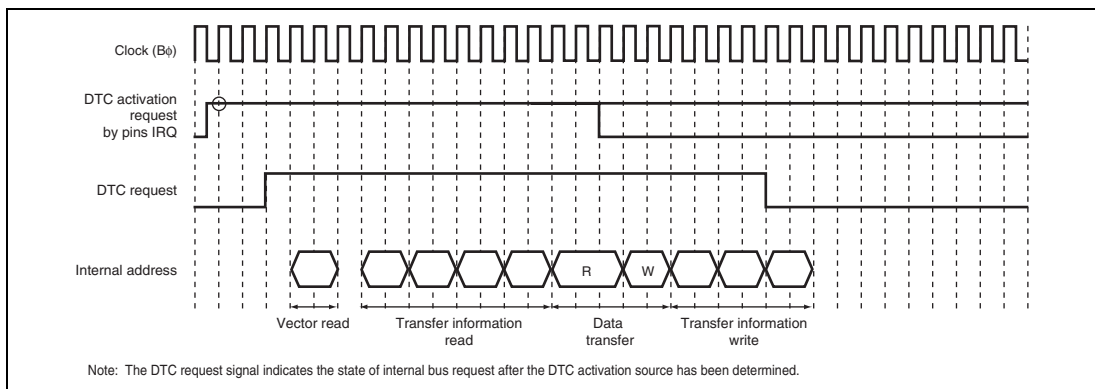 Clock (Bφ)
DTC activation
request
by pins IRQ
DTC request
Internal address
R
W
Vector read
Transfer information
read
Data
transfer
Transfer information
write
Note: The DTC request signal indicates the state of internal bus request after the DTC activation source has been determined.